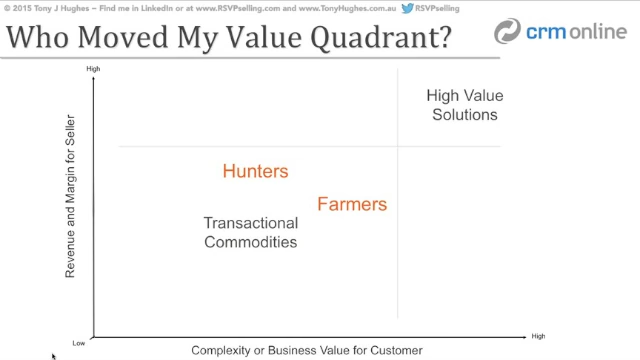 © 2015 Tony J Hughes – Find me in LinkedIn or at www.RSVPselling.com and www.TonyHughes.com.au RSVPselling
Who Moved My Value Quadrant?
crmonline
High
High Value
Solutions
Hunters
Farmers
Transactional
Commodities
Revenue and Margin for Seller
Low
High
Complexity or Business Value for Customer